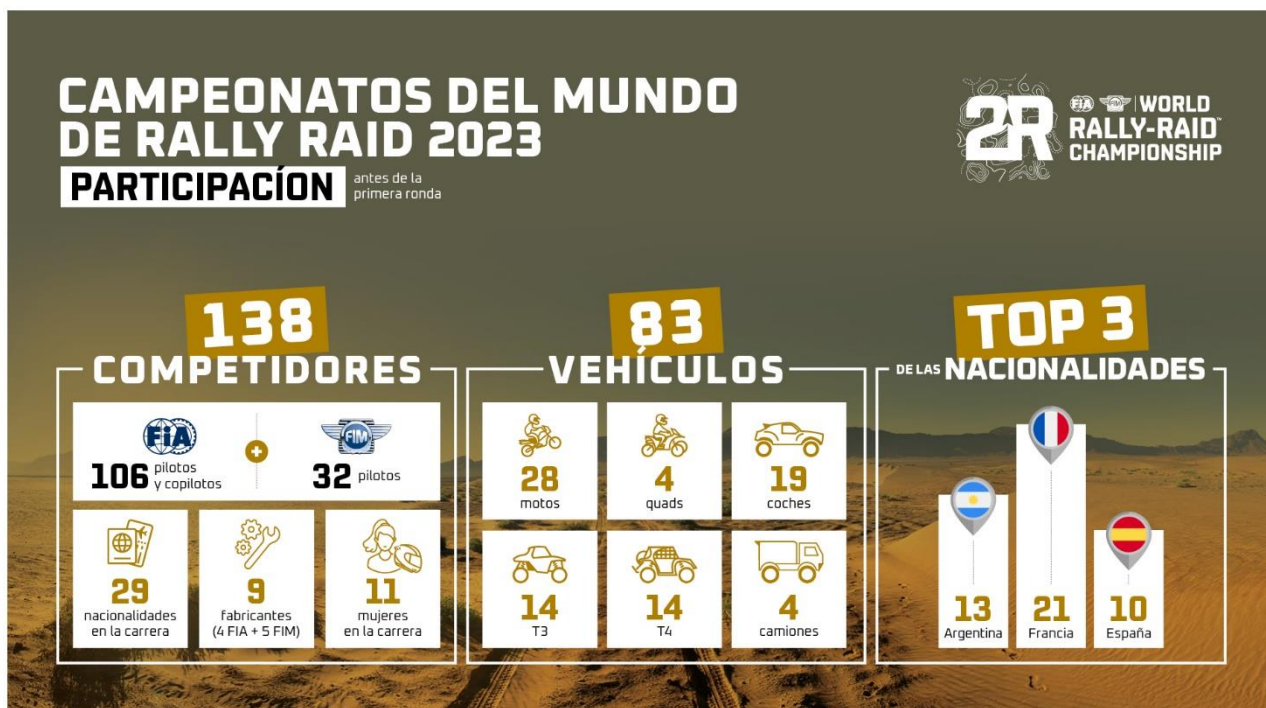 CAMPEONATOS DEL MUNDO
DE RALLY RAID 2023
PARTICIPACÍON
antes de la
primera ronda
2R
FIA FIM WORLD
RALLY-RAID™
CHAMPIONSHIP
138
COMPETIDORES
FIA
106 pilotos
y copilotos
+
FIM
32 pilotos
29
nacionalidades
en la carrera
9
fabricantes
(4 FIA + 5 FIM)
11
mujeres
en la carrera
83
VEHÍCULOS
28
motos
4
quads
19
coches
14
T3
14
T4
4
camiones
TOP 3
DE LAS NACIONALIDADES
13
Argentina
21
Francia
10
España